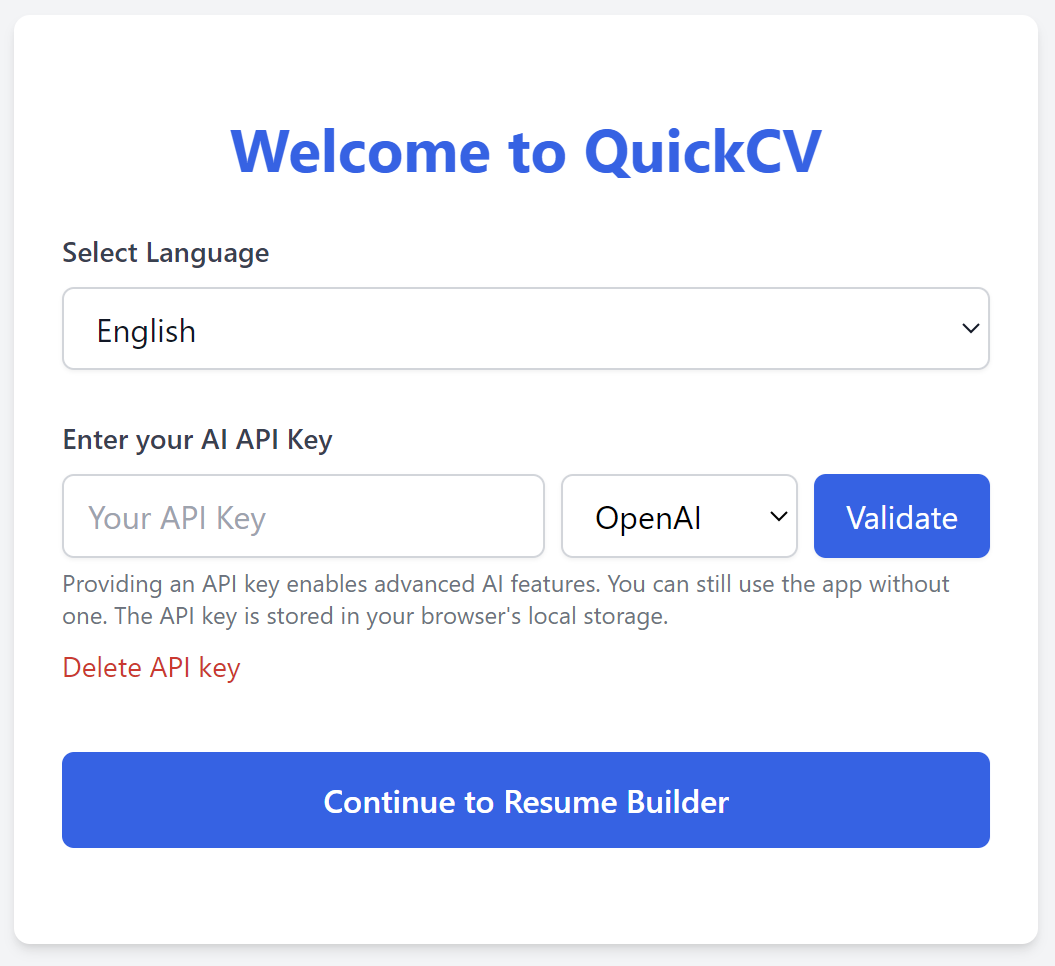 Welcome to QuickCV
Select Language
English
Enter your AI API Key
Your API Key
OpenAI
Validate
Providing an API key enables advanced AI features. You can still use the app without
one. The API key is stored in your browser's local storage.
Delete API key
Continue to Resume Builder